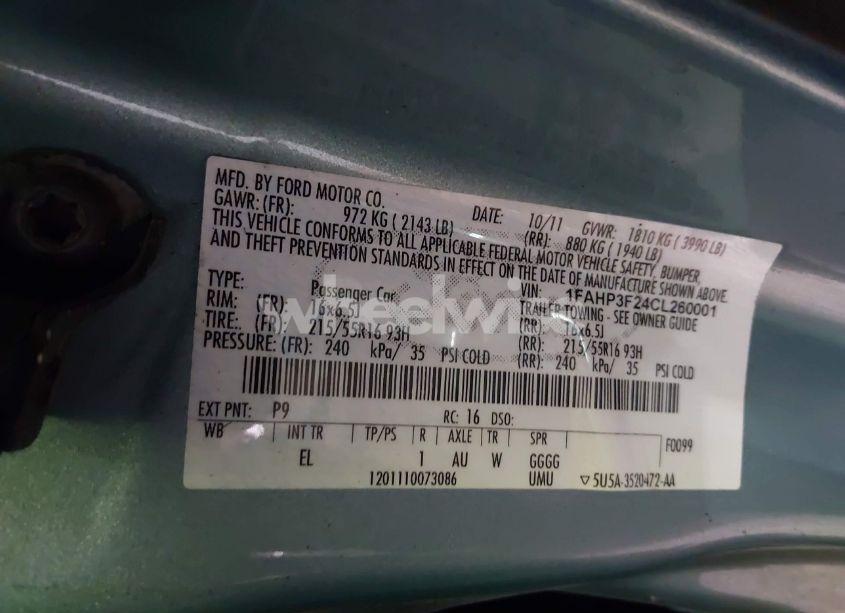 MFD. BY FORD MOTOR CO. DATE: 10/11 GVWR: 1810 KG ( 3990 LB)
GAWR: (FR): 972 KG ( 2143 LB) (RR): 880 KG ( 1940 LB)
THIS VEHICLE CONFORMS TO ALL APPLICABLE FEDERAL MOTOR VEHICLE SAFETY, BUMPER,
AND THEFT PREVENTION STANDARDS IN EFFECT ON THE DATE OF MANUFACTURE SHOWN ABOVE.
VIN: 1FAHP3F24CL260001
TYPE: Passenger Car TRAILER TOWING - SEE OWNER GUIDE
RIM: (FR): 16x6.5J (RR): 16x6.5J
TIRE: (FR): 215/55R16 93H (RR): 215/55R16 93H
PRESSURE: (FR): 240 kPa/ 35 PSI COLD (RR): 240 kPa/ 35 PSI COLD
EXT PNT: P9 RC: 16 DSO:
WB INT TR TP/PS R AXLE TR SPR F0099
EL 1 AU W GGGG
1201110073086 UMU ▽5U5A-3520472-AA
wheelwire